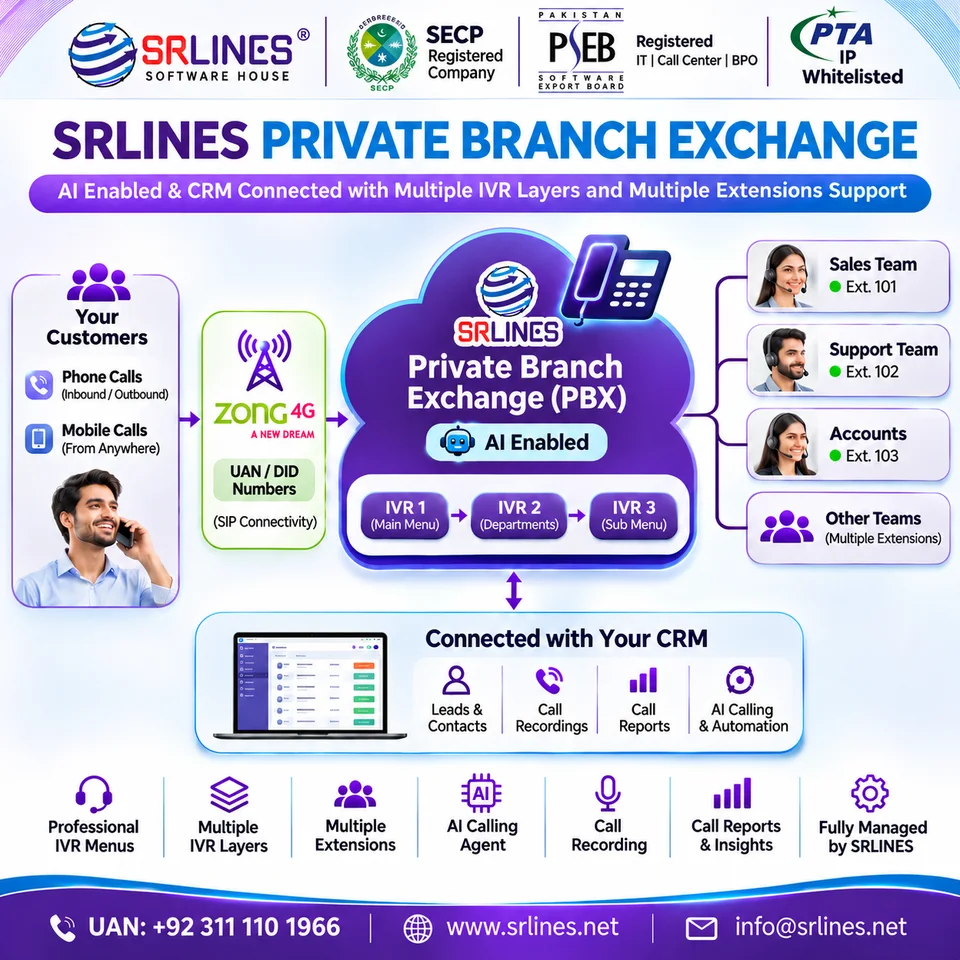 SRLINES®
SOFTWARE HOUSE
SECP
SECP
Registered
Company
PAKISTAN
PSEB
SOFTWARE
EXPORT BOARD
Registered
IT | Call Center | BPO
PTA
IP
Whitelisted
SRLINES PRIVATE BRANCH EXCHANGE
AI Enabled & CRM Connected with Multiple IVR Layers and Multiple Extensions Support
Your
Customers
Phone Calls
(Inbound / Outbound)
Mobile Calls
(From Anywhere)
ZONG 4G
A NEW DREAM
UAN / DID
Numbers
(SIP Connectivity)
SRLINES
Private Branch
Exchange (PBX)
AI Enabled
IVR 1
(Main Menu)
IVR 2
(Departments)
IVR 3
(Sub Menu)
Sales Team
Ext. 101
Support Team
Ext. 102
Accounts
Ext. 103
Other Teams
(Multiple Extensions)
Connected with Your CRM
Leads &
Contacts
Call
Recordings
Call
Reports
AI Calling
& Automation
Professional
IVR Menus
Multiple
IVR Layers
Multiple
Extensions
AI
AI Calling
Agent
Call
Recording
Call Reports
& Insights
Fully Managed
by SRLINES
UAN: +92 311 110 1966
www.srlines.net
info@srlines.net